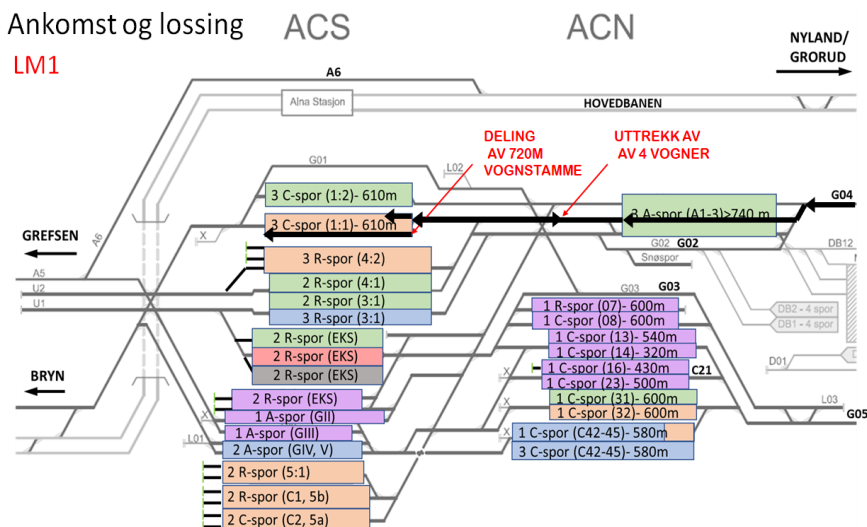 Ankomst og lossing
ACS
ACN
LM1
NYLAND/
GRORUD
A6
Alna Stasjon
HOVEDBANEN
DELING
AV 720M
VOGNSTAMME
UTTREKK AV
AV 4 VOGNER
G01
L02
3 C-spor (1:2)- 610m
3 C-spor (1:1)- 610m
3 A-spor (A1-3)>740 m
G04
X
A6
GREFSEN
G02
G02
DB12
Snøspor
3 R-spor (4:2)
2 R-spor (4:1)
2 R-spor (3:1)
3 R-spor (3:1)
A5
U2
U1
G03
G03
1 R-spor (07)- 600m
1 C-spor (08)- 600m
1 C-spor (13)- 540m
1 C-spor (14)- 320m
1 C-spor (16)- 430m
C21
1 C-spor (23)- 500m
1 C-spor (31)- 600m
1 C-spor (32)- 600m
X
X
X
DB2 - 4 spor
DB1 - 4 spor
D01
L03
G05
2 R-spor (EKS)
2 R-spor (EKS)
2 R-spor (EKS)
BRYN
2 R-spor (EKS)
X
1 A-spor (GII)
1 A-spor (GIII)
L01
2 A-spor (GIV, V)
1 C-spor (C42-45)- 580m
3 C-spor (C42-45)- 580m
2 R-spor (5:1)
2 R-spor (C1, 5b)
2 C-spor (C2, 5a)